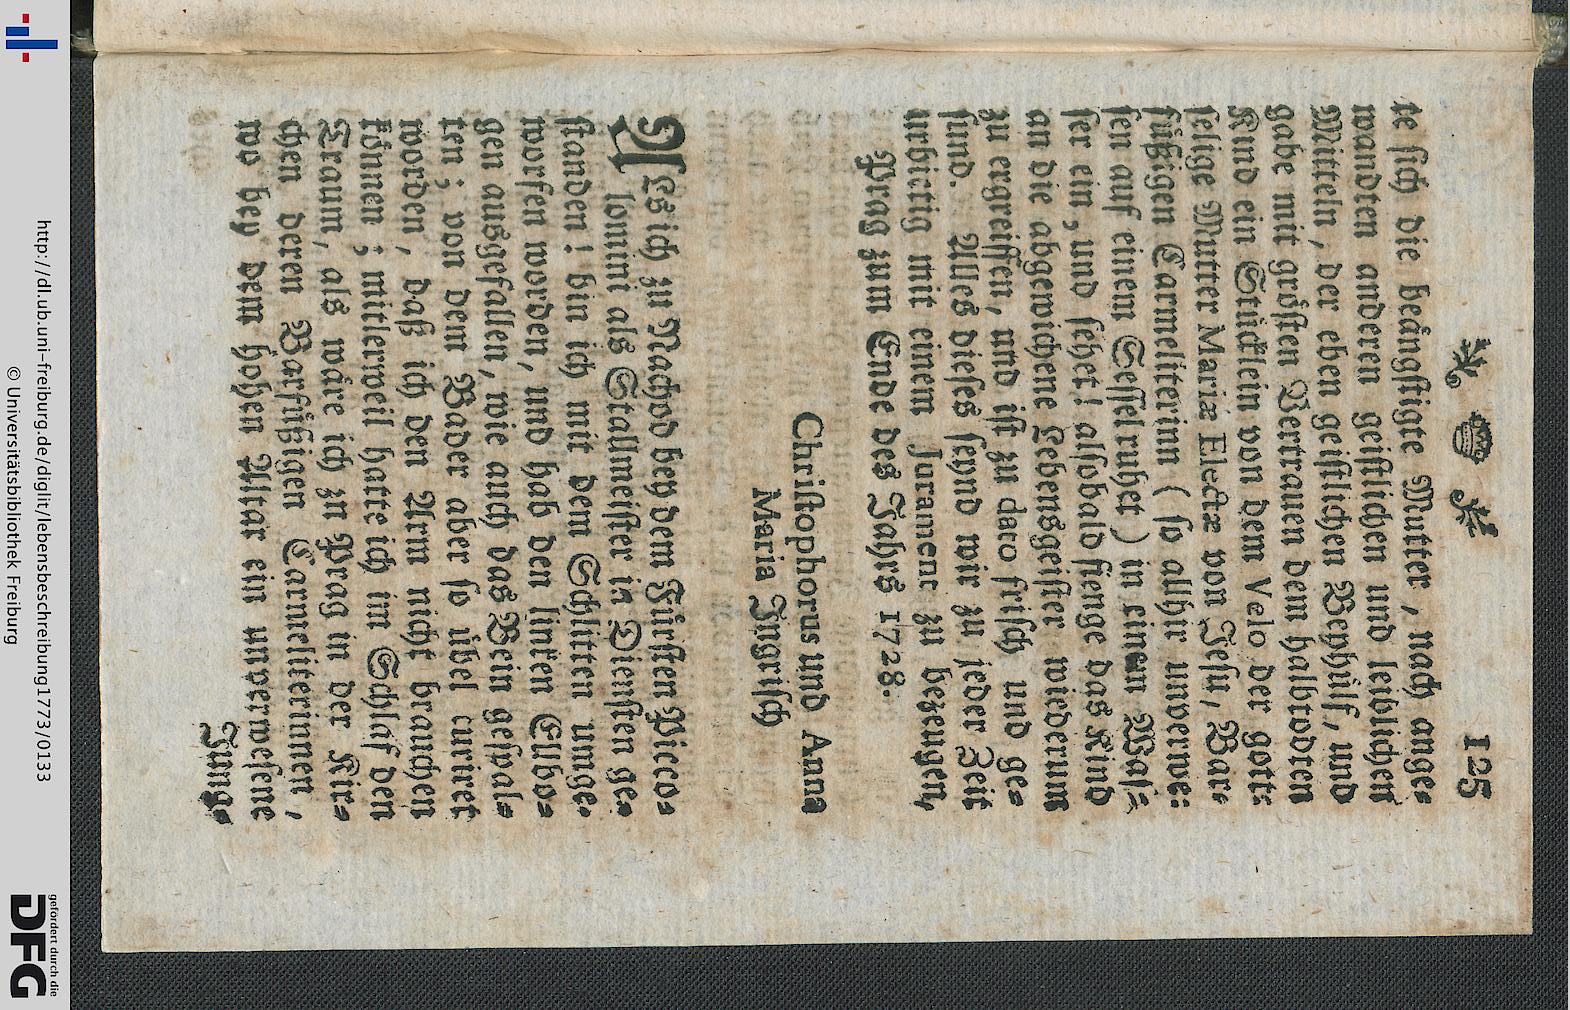 125
te sich die beängstigte Mutter, nach ange-
wandten anderen geistlichen und leiblichen
Mitteln, der eben geistlichen Beyhülf, und
gabe mit grösten Vertrauen dem halbtodten
Kind ein Stücklein von dem Velo der gott-
selige Mutter Mariæ Electæ von Jesu, Bar-
füßigen Carmeliterinn (so alhir unverwe-
sen auf einen Sessel ruhet) in einem Was-
ser ein, und sehet! alsobald fienge das Kind
an die abgewichene Lebensgeister wiederum
zu ergreiffen, und ist zu dato frisch und ge-
sund. Alles dieses seynd wir zu jeder Zeit
urbietig mit einem Jurament zu bezeugen,
Prag zum Ende des Jahrs 1728.
Christophorus und Anna
Maria Ingrisch
Als ich zu Nachod bey dem Fürsten Picco-
lomini als Stallmeister in Diensten ge-
standen! bin ich mit dem Schlitten umge-
worfen worden, und hab den linken Elbo-
gen ausgefallen, wie auch das Bein gespal-
ten; von dem Bader aber so übel curiret
worden, daß ich den Arm nicht brauchen
können; mitlerweil hatte ich im Schlaf den
Traum, als wäre ich zu Prag in der Kir-
chen deren Barfüßigen Carmeliterinnen,
wo bey dem hohen Altar ein unverwesene
Jung-
http://dl.ub.uni-freiburg.de/diglit/lebensbeschreibung1773/0133
© Universitätsbibliothek Freiburg
gefördert durch die
DFG